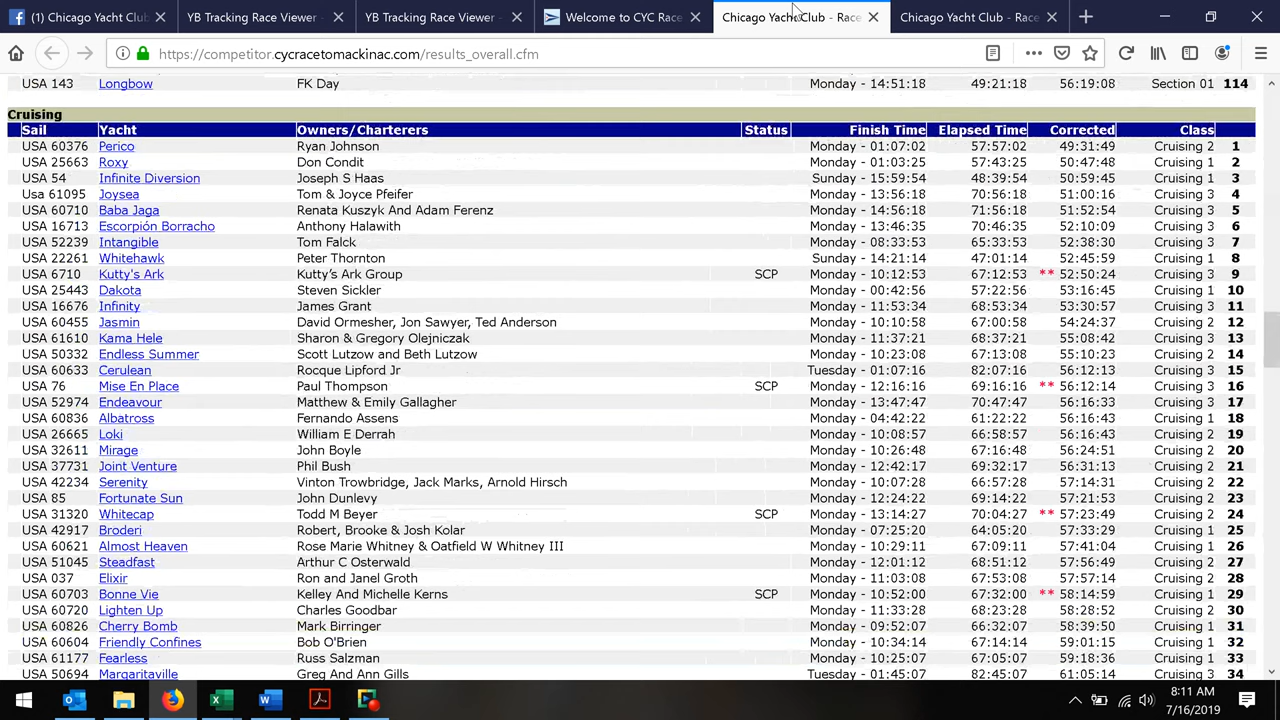 (1) Chicago Yacht Club YB Tracking Race Viewer - YB Tracking Race Viewer - Welcome to CYC Race Chicago Yacht Club - Race Chicago Yacht Club - Race
https://competitor.cycracetomackinac.com/results_overall.cfm
USA 143 Longbow FK Day Monday - 14:51:18 49:21:18 56:19:08 Section 01 114
Cruising
Sail Yacht Owners/Charterers Status Finish Time Elapsed Time Corrected Class
USA 60376 Perico Ryan Johnson Monday - 01:07:02 57:57:02 49:31:49 Cruising 2 1
USA 25663 Roxy Don Condit Monday - 01:03:25 57:43:25 50:47:48 Cruising 1 2
USA 54 Infinite Diversion Joseph S Haas Sunday - 15:59:54 48:39:54 50:59:45 Cruising 1 3
Usa 61095 Joysea Tom & Joyce Pfeifer Monday - 13:56:18 70:56:18 51:00:16 Cruising 3 4
USA 60710 Baba Jaga Renata Kuszyk And Adam Ferenz Monday - 14:56:18 71:56:18 51:52:54 Cruising 3 5
USA 16713 Escorpión Borracho Anthony Halawith Monday - 13:46:35 70:46:35 52:10:09 Cruising 3 6
USA 52239 Intangible Tom Falck Monday - 08:33:53 65:33:53 52:38:30 Cruising 3 7
USA 22261 Whitehawk Peter Thornton Sunday - 14:21:14 47:01:14 52:45:59 Cruising 1 8
USA 6710 Kutty's Ark Kutty's Ark Group SCP Monday - 10:12:53 67:12:53 ** 52:50:24 Cruising 3 9
USA 25443 Dakota Steven Sickler Monday - 00:42:56 57:22:56 53:16:45 Cruising 1 10
USA 16676 Infinity James Grant Monday - 11:53:34 68:53:34 53:30:57 Cruising 3 11
USA 60455 Jasmin David Ormesher, Jon Sawyer, Ted Anderson Monday - 10:10:58 67:00:58 54:24:37 Cruising 2 12
USA 61610 Kama Hele Sharon & Gregory Olejniczak Monday - 11:37:21 68:37:21 55:08:42 Cruising 3 13
USA 50332 Endless Summer Scott Lutzow and Beth Lutzow Monday - 10:23:08 67:13:08 55:10:23 Cruising 2 14
USA 60633 Cerulean Rocque Lipford Jr Tuesday - 01:07:16 82:07:16 56:12:13 Cruising 3 15
USA 76 Mise En Place Paul Thompson SCP Monday - 12:16:16 69:16:16 ** 56:12:14 Cruising 3 16
USA 52974 Endeavour Matthew & Emily Gallagher Monday - 13:47:47 70:47:47 56:16:33 Cruising 3 17
USA 60836 Albatross Fernando Assens Monday - 04:42:22 61:22:22 56:16:43 Cruising 1 18
USA 26665 Loki William E Derrah Monday - 10:08:57 66:58:57 56:16:43 Cruising 2 19
USA 32611 Mirage John Boyle Monday - 10:26:48 67:16:48 56:24:51 Cruising 2 20
USA 37731 Joint Venture Phil Bush Monday - 12:42:17 69:32:17 56:31:13 Cruising 2 21
USA 42234 Serenity Vinton Trowbridge, Jack Marks, Arnold Hirsch Monday - 10:07:28 66:57:28 57:14:31 Cruising 2 22
USA 85 Fortunate Sun John Dunlevy Monday - 12:24:22 69:14:22 57:21:53 Cruising 2 23
USA 31320 Whitecap Todd M Beyer SCP Monday - 13:14:27 70:04:27 ** 57:23:49 Cruising 2 24
USA 42917 Broderi Robert, Brooke & Josh Kolar Monday - 07:25:20 64:05:20 57:33:29 Cruising 1 25
USA 60621 Almost Heaven Rose Marie Whitney & Oatfield W Whitney III Monday - 10:29:11 67:09:11 57:41:04 Cruising 1 26
USA 51045 Steadfast Arthur C Osterwald Monday - 12:01:12 68:51:12 57:56:49 Cruising 2 27
USA 037 Elixir Ron and Janel Groth Monday - 11:03:08 67:53:08 57:57:14 Cruising 2 28
USA 60703 Bonne Vie Kelley And Michelle Kerns SCP Monday - 10:52:00 67:32:00 ** 58:14:59 Cruising 1 29
USA 60722 Lighten Up Charles Goodbar Monday - 11:33:28 68:23:28 58:28:52 Cruising 2 30
USA 60826 Cherry Bomb Mark Birringer Monday - 09:52:07 66:32:07 58:39:50 Cruising 1 31
USA 60604 Friendly Confines Bob O'Brien Monday - 10:34:14 67:14:14 59:01:15 Cruising 1 32
USA 61177 Fearless Russ Salzman Monday - 10:25:07 67:05:07 59:18:36 Cruising 1 33
USA 50694 Margaritaville Greg And Ann Gills Tuesday - 01:45:07 82:45:07 61:05:14 Cruising 3 34
8:11 AM
7/16/2019